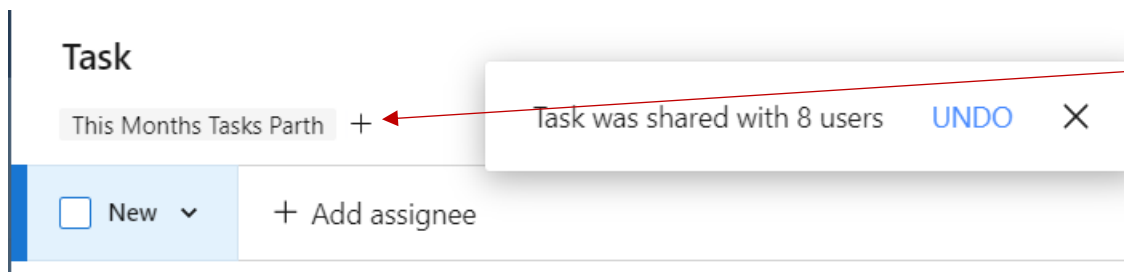 Task
This Months Tasks Parth +
Task was shared with 8 users UNDO X
New
+ Add assignee